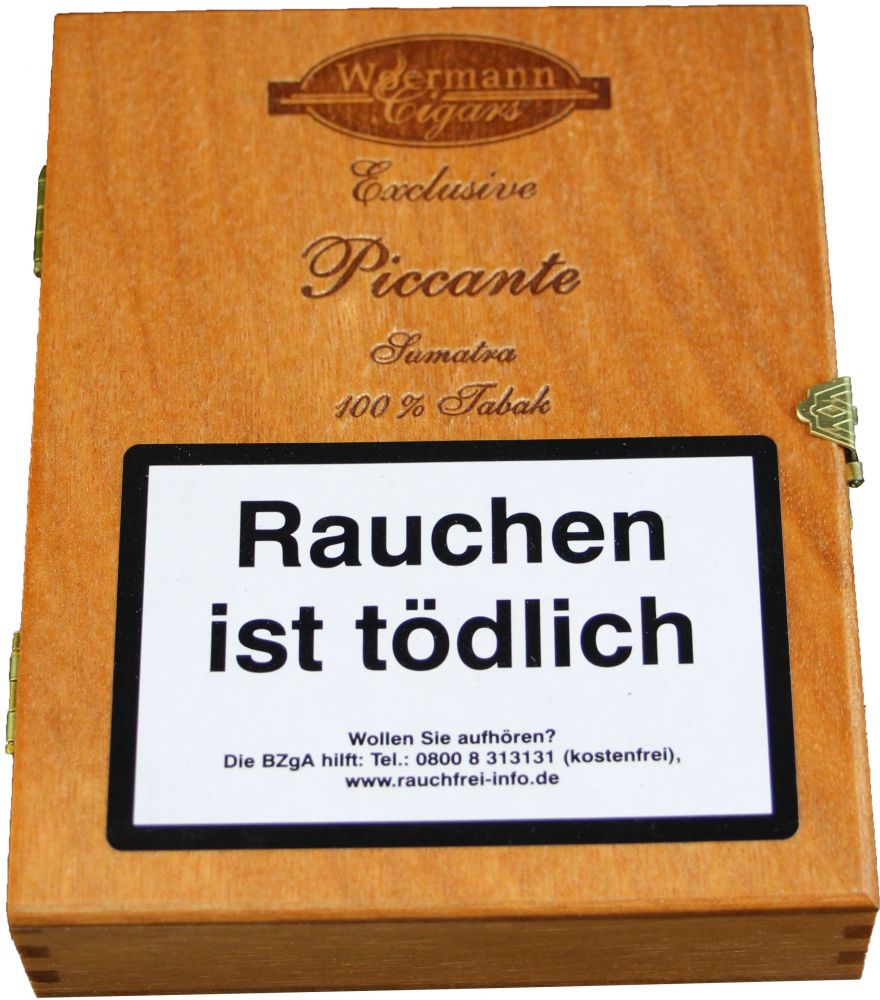 Woermann
Cigars
Exclusive
Piccante
Sumatra
100 % Tabak
Rauchen
ist tödlich
Wollen Sie aufhören?
Die BZgA hilft: Tel.: 0800 8 313131 (kostenfrei),
www.rauchfrei-info.de